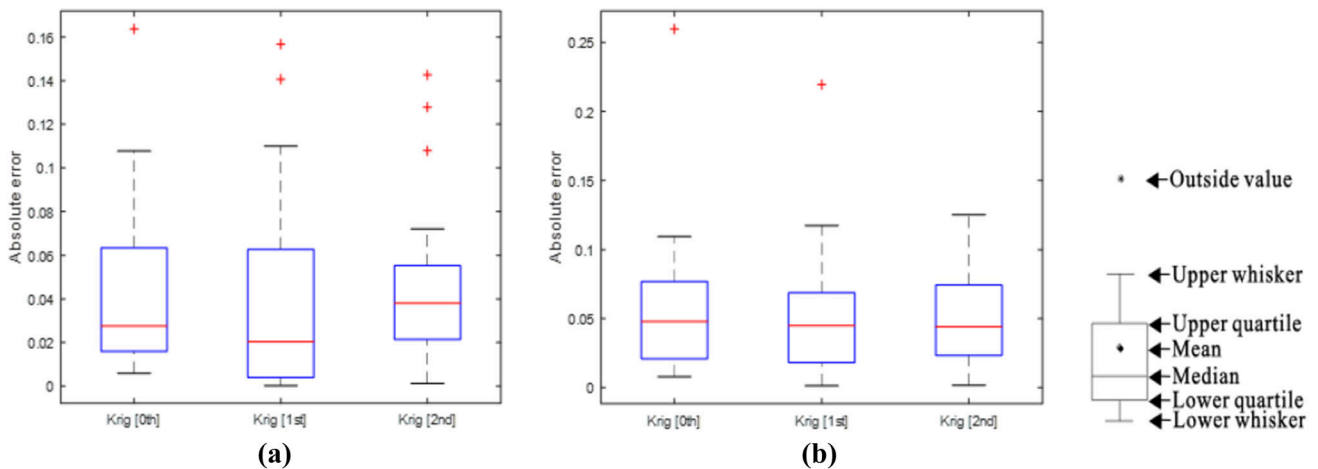 0.16
0.14
0.12
0.1
0.08
0.06
0.04
0.02
0
Absolute error
Krig [0th]
Krig [1st]
Krig [2nd]
(a)
0.25
0.2
0.15
0.1
0.05
0
Absolute error
Krig [0th]
Krig [1st]
Krig [2nd]
(b)
Outside value
Upper whisker
Upper quartile
Mean
Median
Lower quartile
Lower whisker